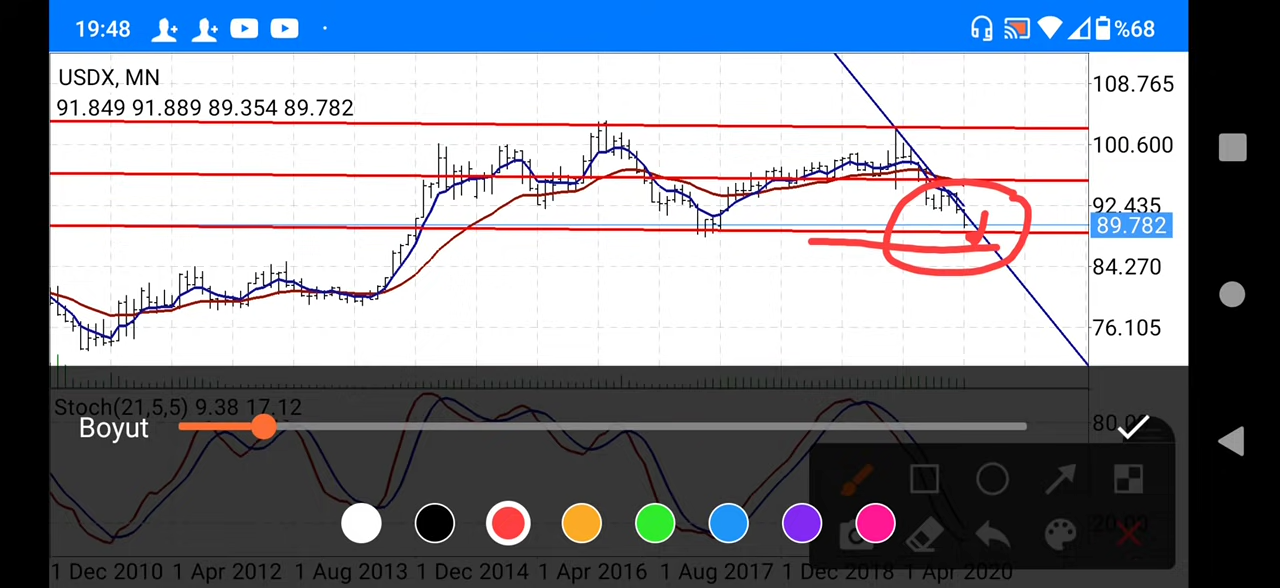 19:48 %68
USDX, MN
91.849 91.889 89.354 89.782
108.765
100.600
92.435
89.782
84.270
76.105
Stoch(21,5,5) 9.38 17.12
80.00
Boyut
20.00
1 Dec 2010 1 Apr 2012 1 Aug 2013 1 Dec 2014 1 Apr 2016 1 Aug 2017 1 Dec 2018 1 Apr 2020